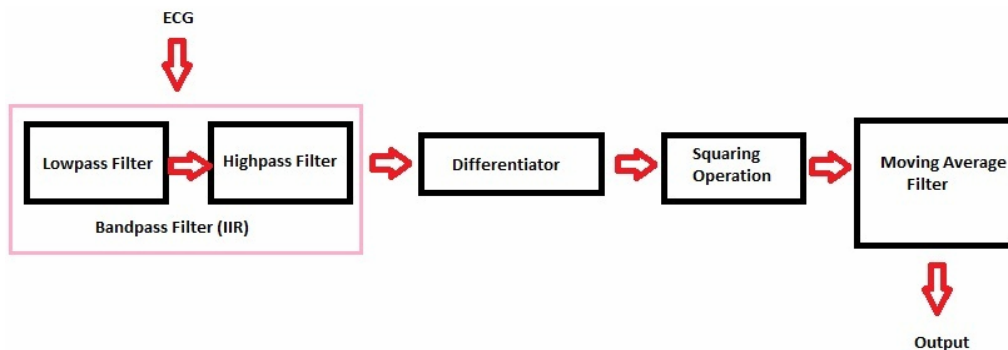 ECG
Lowpass Filter
Highpass Filter
Bandpass Filter (IIR)
Differentiator
Squaring
Operation
Moving Average
Filter
Output